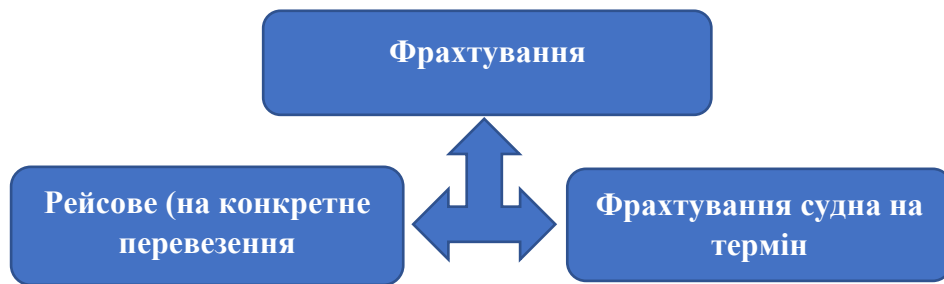 Фрахтування
Рейсове (на конкретне
перевезення
Фрахтування судна на
термін